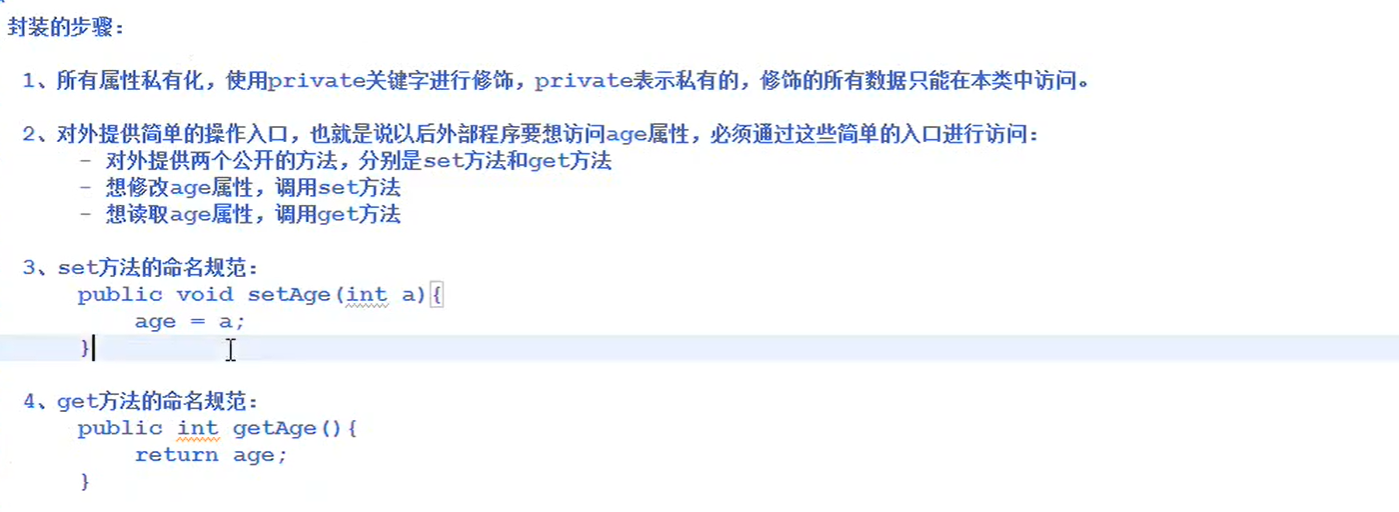 封装的步骤：
1、所有属性私有化，使用private关键字进行修饰，private表示私有的，修饰的所有数据只能在本类中访问。
2、对外提供简单的操作入口，也就是说以后外部程序要想访问age属性，必须通过这些简单的入口进行访问：
- 对外提供两个公开的方法，分别是set方法和get方法
- 想修改age属性，调用set方法
- 想读取age属性，调用get方法
3、set方法的命名规范：
public void setAge(int a){
age = a;
}
4、get方法的命名规范：
public int getAge(){
return age;
}